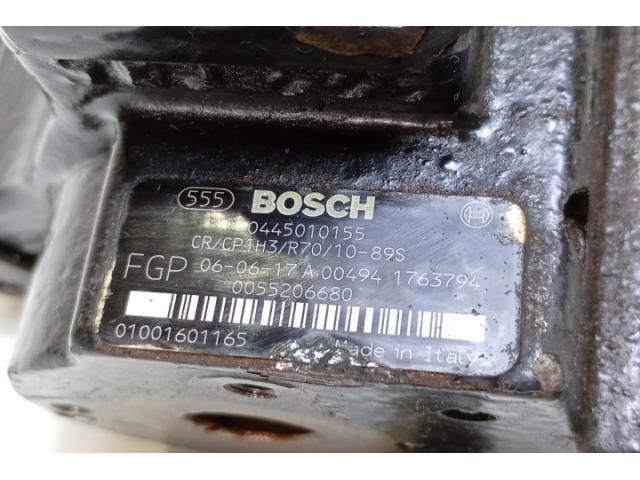 555 BOSCH
0445010155
CR/CP1H3/R70/10-89S
FGP 06-06-17 A 00494 1763794
0055206680
01001601165 Made in Italy